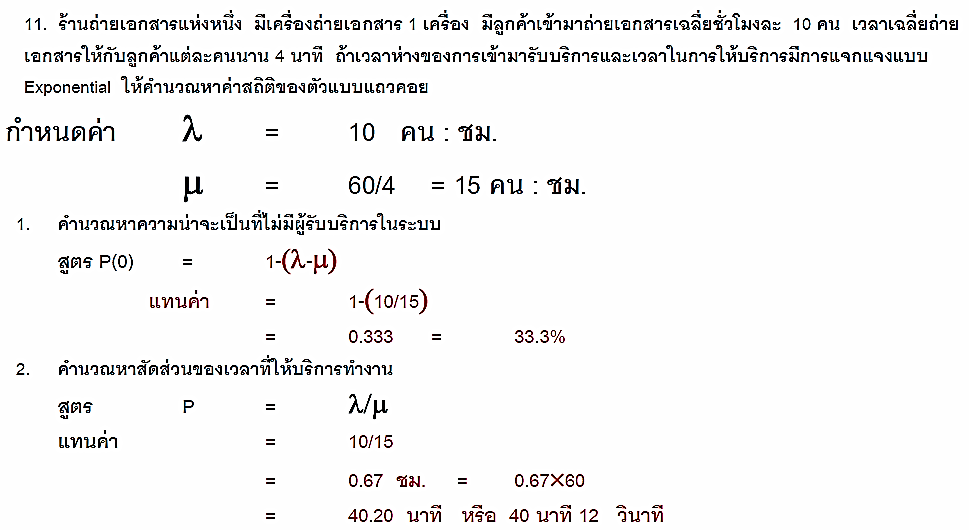 11. ร้านถ่ายเอกสารแห่งหนึ่ง มีเครื่องถ่ายเอกสาร 1 เครื่อง มีลูกค้าเข้ามาถ่ายเอกสารเฉลี่ยชั่วโมงละ 10 คน เวลาเฉลี่ยถ่าย
เอกสารให้กับลูกค้าแต่ละคนนาน 4 นาที ถ้าเวลาห่างของการเข้ามารับบริการและเวลาในการให้บริการมีการแจกแจงแบบ
Exponential ให้คำนวณหาค่าสถิติของตัวแบบแถวคอย
กำหนดค่า λ = 10 คน : ชม.
μ = 60/4 = 15 คน : ชม.
1. คำนวณหาความน่าจะเป็นที่ไม่มีผู้รับบริการในระบบ
สูตร P(0) = 1-(λ-μ)
แทนค่า = 1-(10/15)
= 0.333 = 33.3%
2. คำนวณหาสัดส่วนของเวลาที่ให้บริการทำงาน
สูตร P = λ/μ
แทนค่า = 10/15
= 0.67 ชม. = 0.67×60
= 40.20 นาที หรือ 40 นาที 12 วินาที